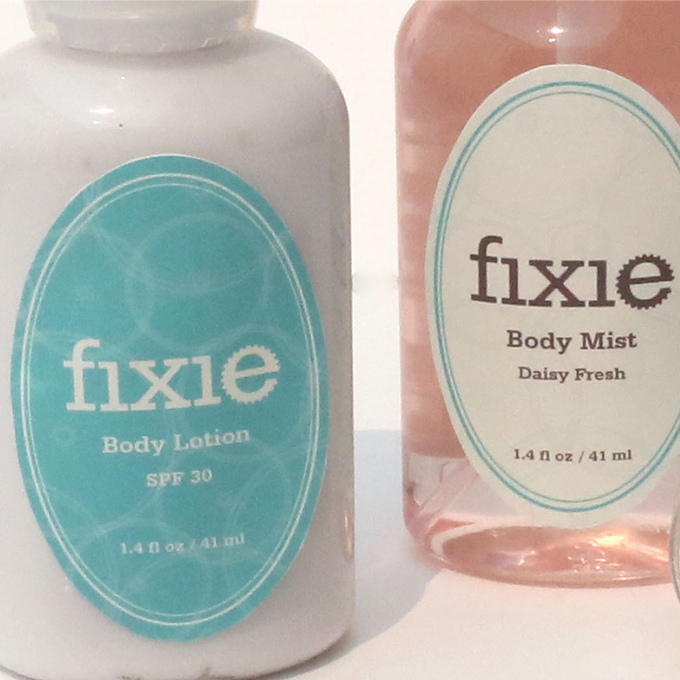 fixie
Body Lotion
SPF 30
1.4 fl oz / 41 ml
fixie
Body Mist
Daisy Fresh
1.4 fl oz / 41 ml